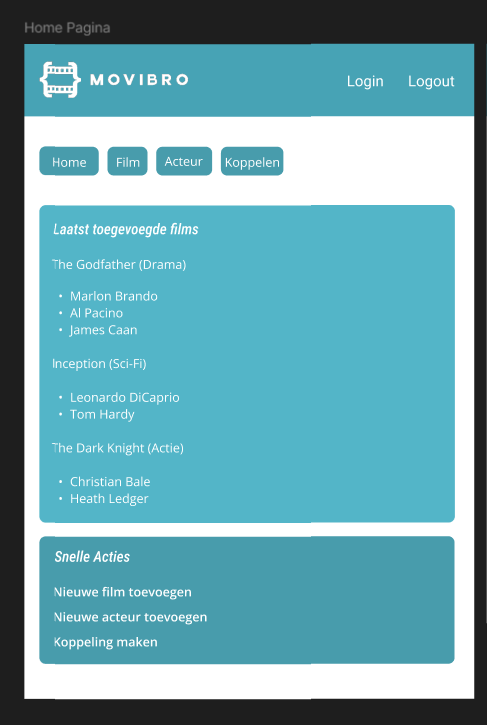 Home Pagina
MOVIBRO
Login Logout
Home Film Acteur Koppelen
Laatst toegevoegde films
The Godfather (Drama)
• Marlon Brando
• Al Pacino
• James Caan
Inception (Sci-Fi)
• Leonardo DiCaprio
• Tom Hardy
The Dark Knight (Actie)
• Christian Bale
• Heath Ledger
Snelle Acties
Nieuwe film toevoegen
Nieuwe acteur toevoegen
Koppeling maken